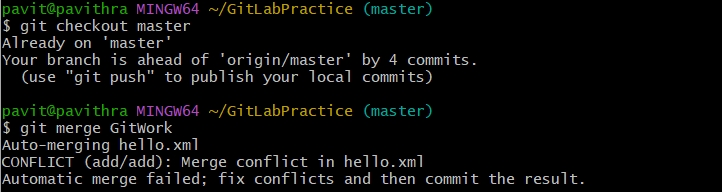 pavit@pavithra MINGW64 ~/GitLabPractice (master)
$ git checkout master
Already on 'master'
Your branch is ahead of 'origin/master' by 4 commits.
  (use "git push" to publish your local commits)
pavit@pavithra MINGW64 ~/GitLabPractice (master)
$ git merge GitWork
Auto-merging hello.xml
CONFLICT (add/add): Merge conflict in hello.xml
Automatic merge failed; fix conflicts and then commit the result.